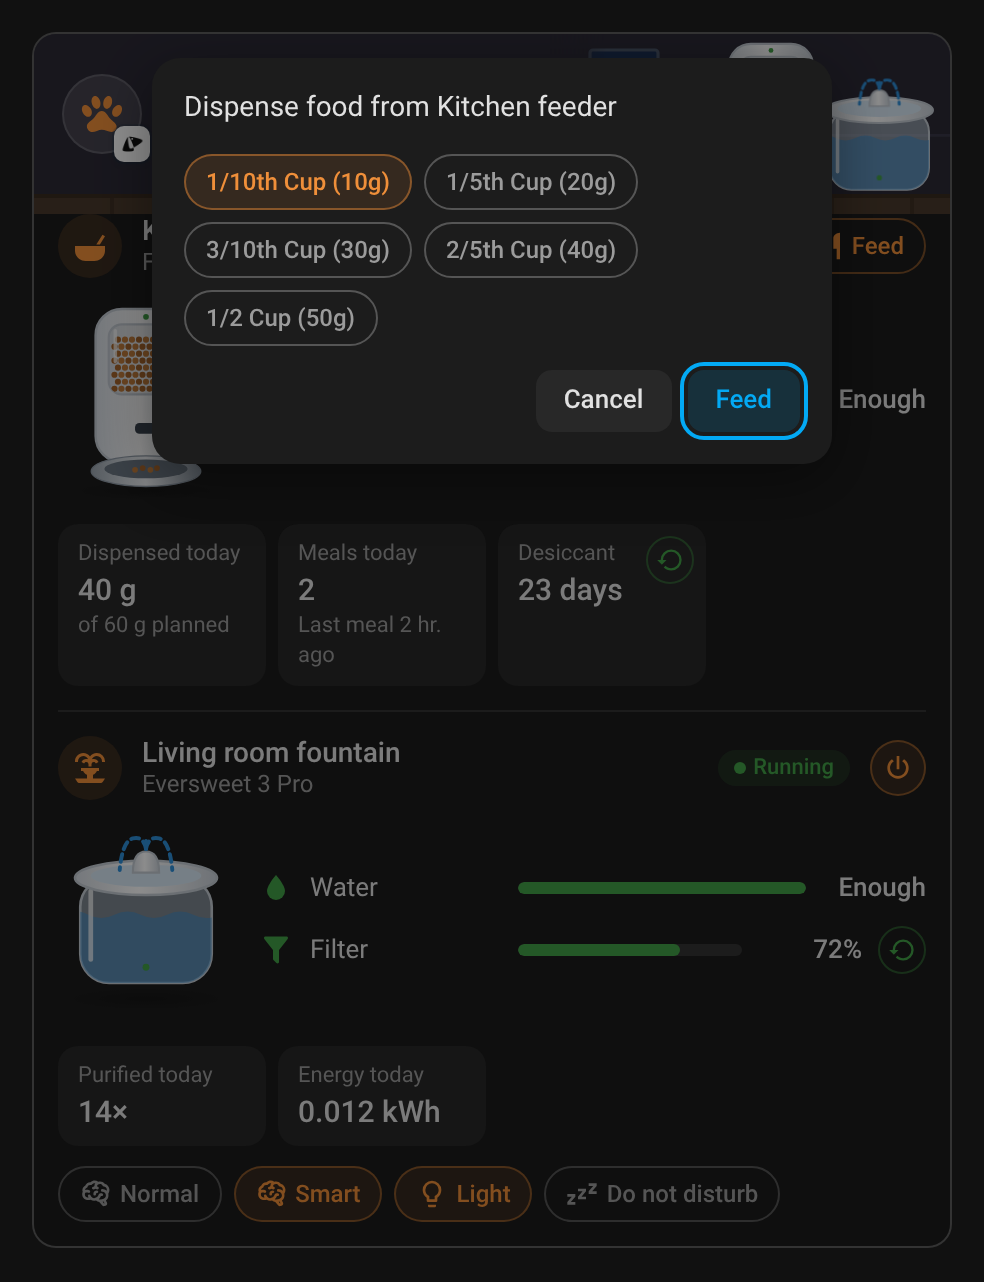 Dispense food from Kitchen feeder
1/10th Cup (10g)
1/5th Cup (20g)
3/10th Cup (30g)
2/5th Cup (40g)
1/2 Cup (50g)
Cancel
Feed
Feed
Enough
Dispensed today
40 g
of 60 g planned
Meals today
2
Last meal 2 hr.
ago
Desiccant
23 days
Living room fountain
Eversweet 3 Pro
Running
Water
Enough
Filter
72%
Purified today
14×
Energy today
0.012 kWh
Normal
Smart
Light
zzz
Do not disturb